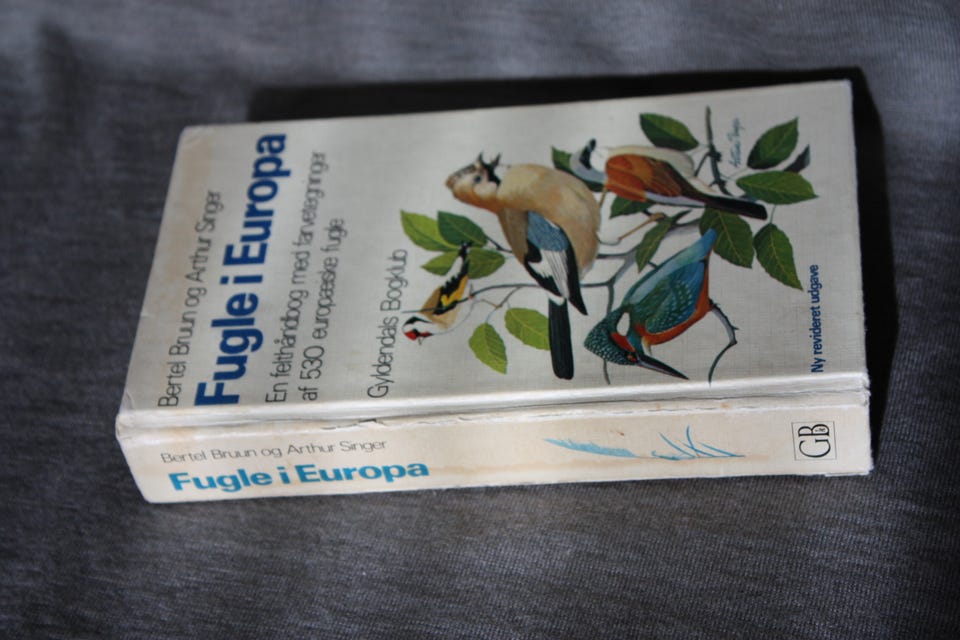 Bertel Bruun og Arthur Singer
Fugle i Europa
En felthåndbog med farvetegninger
af 530 europæiske fugle
Gyldendals Bogklub
Ny revideret udgave
Bertel Bruun og Arthur Singer
Fugle i Europa
GB